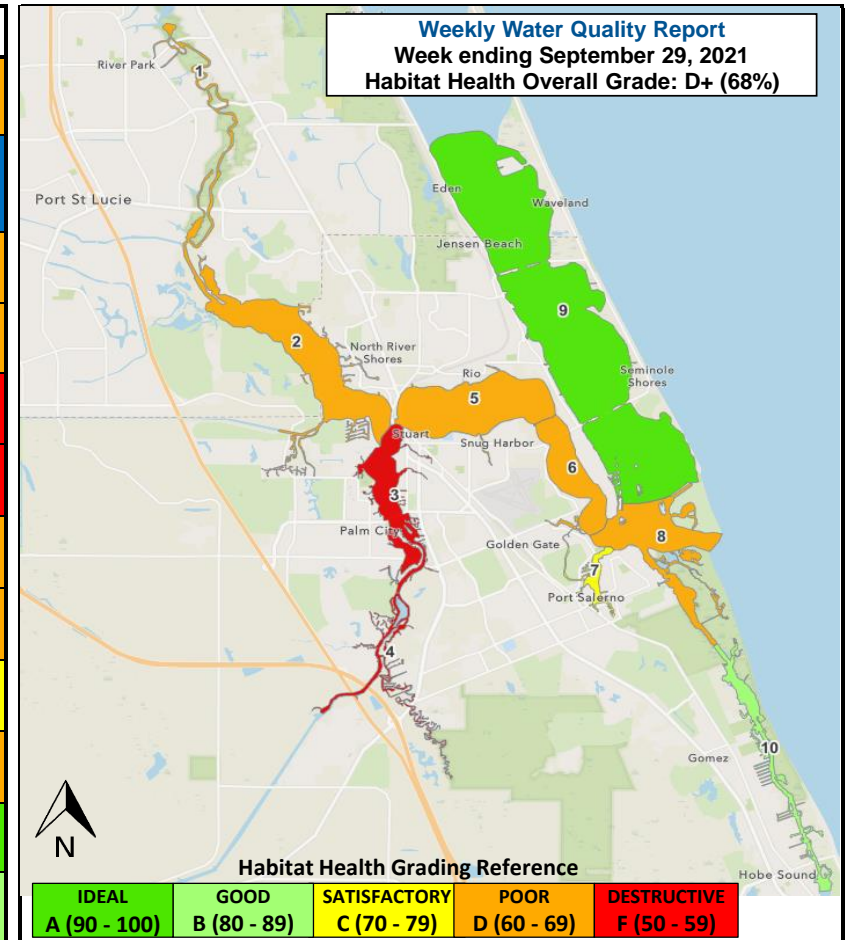 Weekly Water Quality Report
Week ending September 29, 2021
Habitat Health Overall Grade: D+ (68%)
River Park
1
Port St Lucie
Eden
Waveland
Jensen Beach
9
2
North River
Shores
Rio
Seminole
Shores
5
Stuart
Snug Harbor
6
3
Palm City
Golden Gate
8
7
Port Salerno
4
10
Gomez
N
Hobe Sound
Habitat Health Grading Reference
IDEAL GOOD SATISFACTORY POOR DESTRUCTIVE
A (90 - 100) B (80 - 89) C (70 - 79) D (60 - 69) F (50 - 59)